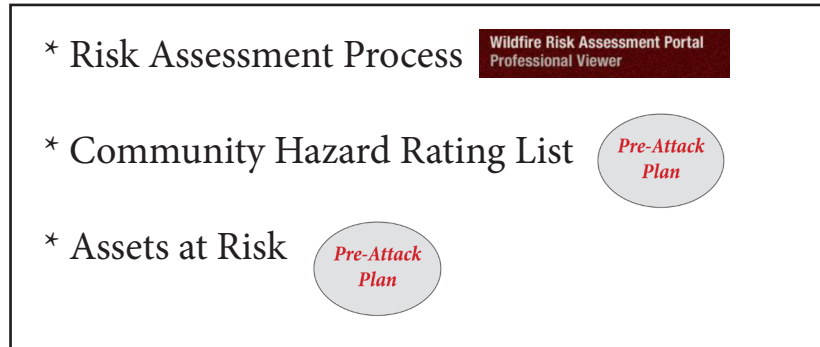 * Risk Assessment Process
Wildfire Risk Assessment Portal
Professional Viewer
* Community Hazard Rating List
Pre-Attack
Plan
* Assets at Risk
Pre-Attack
Plan